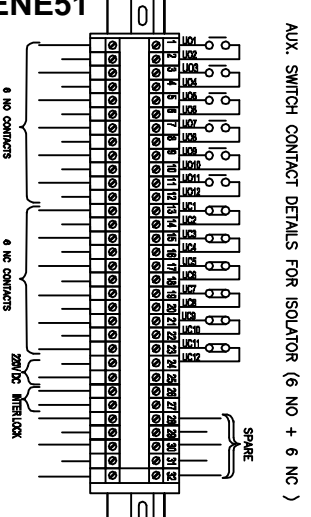 ENE51
AUX. SWITCH CONTACT DETAILS FOR ISOLATOR (6 NO + 6 NC )
1 UO1
2 UO2
3 UO3
4 UO4
5 UO5
6 UO6
7 UO7
8 UO8
9 UO9
10 UO10
11 UO11
12 UO12
13 UC1
14 UC2
15 UC3
16 UC4
17 UC5
18 UC6
19 UC7
20 UC8
21 UC9
22 UC10
23 UC11
24 UC12
25
26
27
28
29
30
31
32
6 NO CONTACTS
6 NC CONTACTS
220V DC
INTER LOCK
SPARE